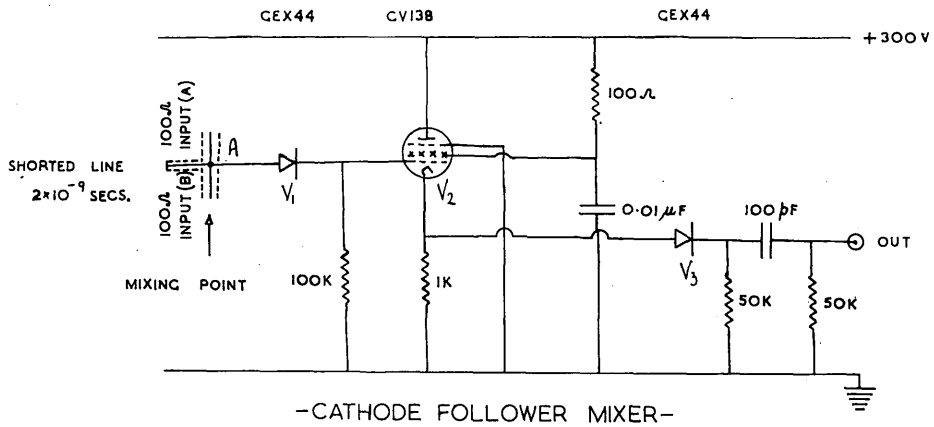 GEX44 CV138 GEX44
+300V
100Ω
100Ω
INPUT (A)
A
SHORTED LINE
2×10⁻⁹ SECS.
100Ω
INPUT (B)
V₁
V₂
0.01μF
100pF
OUT
V₃
MIXING POINT
100K
1K
50K
50K
-CATHODE FOLLOWER MIXER-